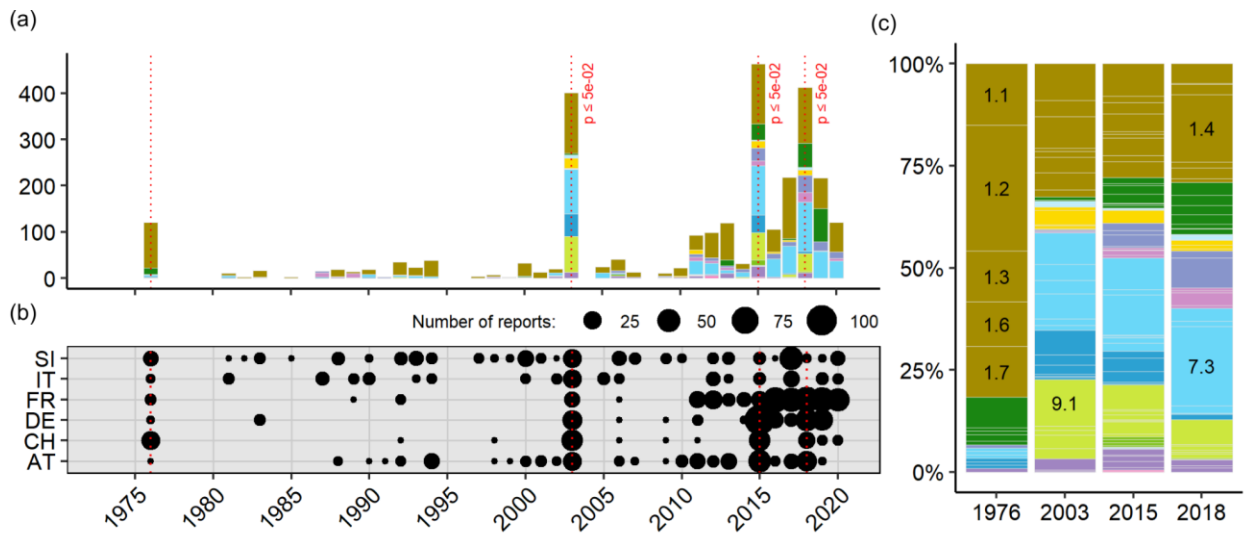 (a)
400
300
200
100
0
p ≤ 5e-02
p ≤ 5e-02
p ≤ 5e-02
(b)
Number of reports: 25 50 75 100
SI
IT
FR
DE
CH
AT
1975 1980 1985 1990 1995 2000 2005 2010 2015 2020
(c)
100%
75%
50%
25%
0%
1.1
1.2
1.3
1.6
1.7
9.1
1.4
7.3
1976 2003 2015 2018